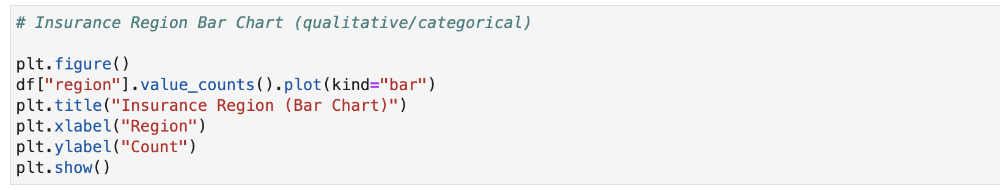 # Insurance Region Bar Chart (qualitative/categorical)
plt.figure()
df["region"].value_counts().plot(kind="bar")
plt.title("Insurance Region (Bar Chart)")
plt.xlabel("Region")
plt.ylabel("Count")
plt.show()